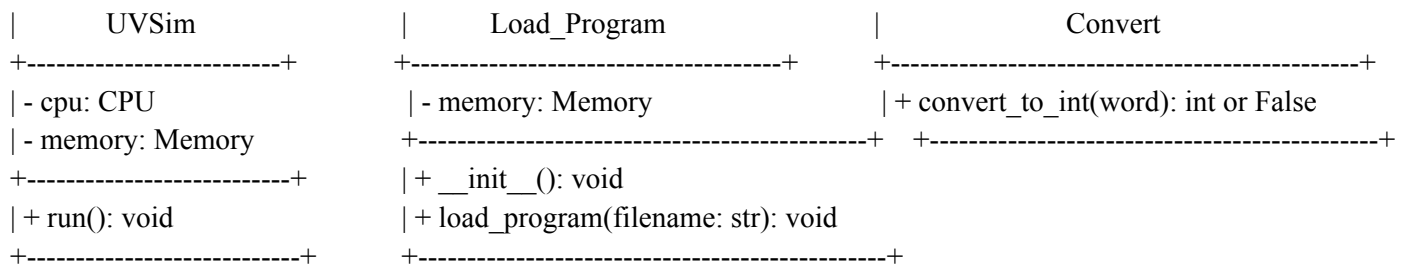 | UVSim | Load_Program | Convert
+--------------------------+ +--------------------------------------+ +------------------------------------------------+
| - cpu: CPU | - memory: Memory | + convert_to_int(word): int or False
| - memory: Memory +----------------------------------------------+ +----------------------------------------------+
+---------------------------+ | + __init__(): void
| + run(): void | + load_program(filename: str): void
+----------------------------+ +------------------------------------------------+